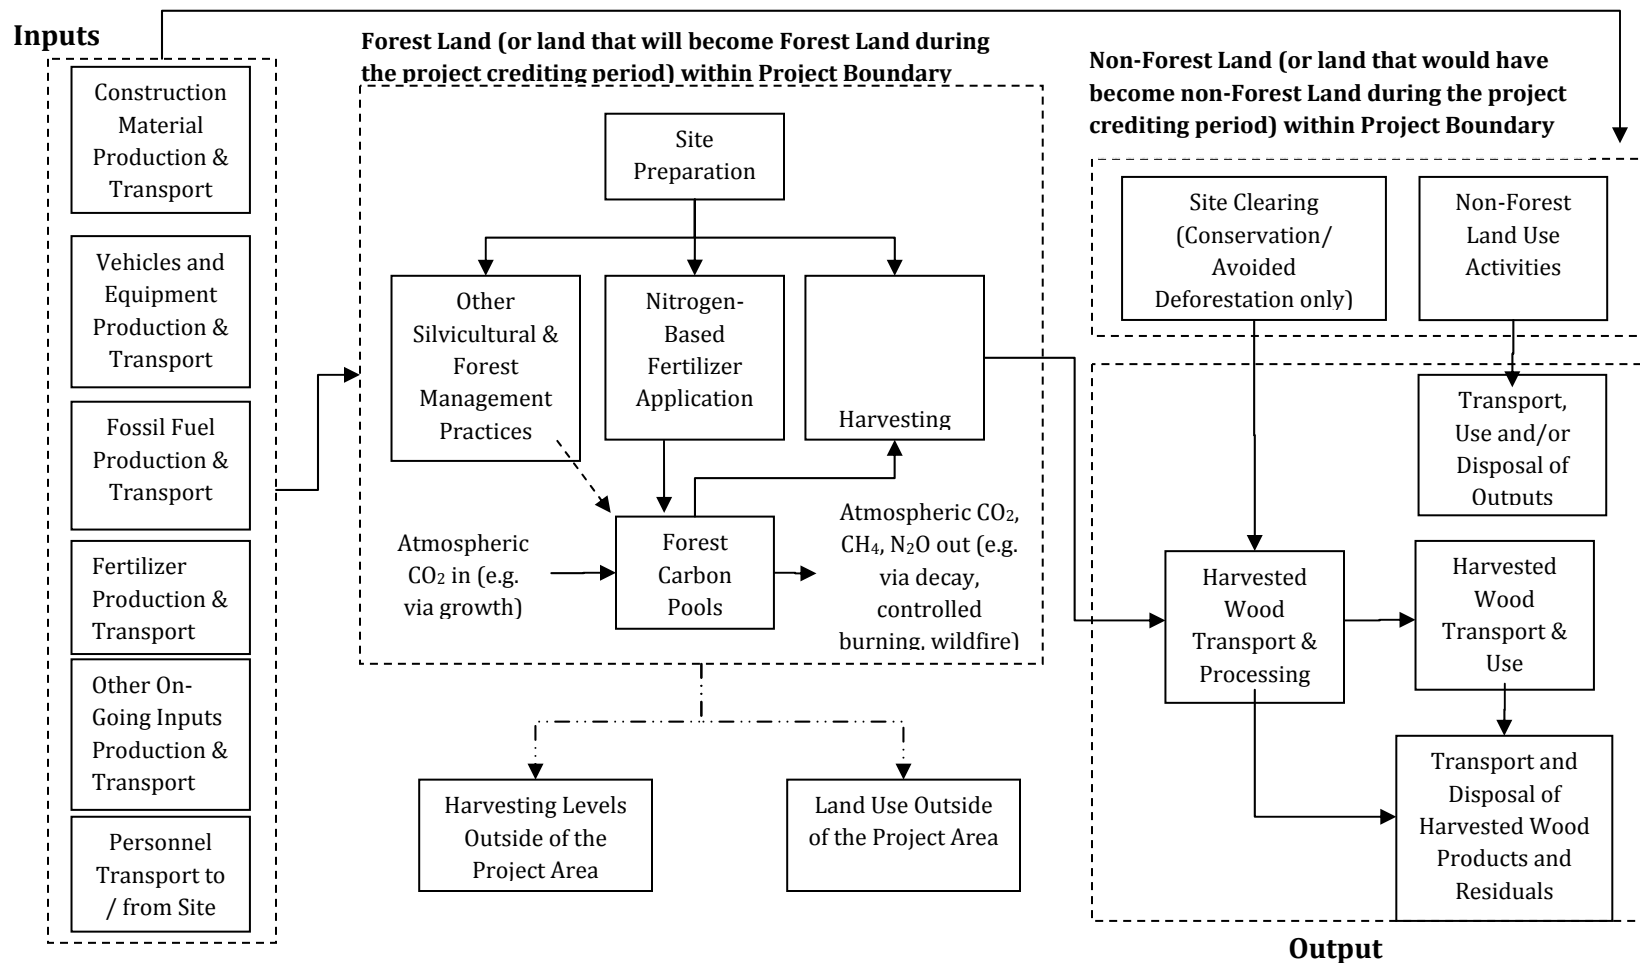 Inputs
Construction
Material
Production &
Transport
Vehicles and
Equipment
Production &
Transport
Fossil Fuel
Production &
Transport
Fertilizer
Production &
Transport
Other On-
Going Inputs
Production &
Transport
Personnel
Transport to
/ from Site
Forest Land (or land that will become Forest Land during
the project crediting period) within Project Boundary
Site
Preparation
Other
Silvicultural &
Forest
Management
Practices
Nitrogen-
Based
Fertilizer
Application
Harvesting
Atmospheric
CO2 in (e.g.
via growth)
Forest
Carbon
Pools
Atmospheric CO2,
CH4, N2O out (e.g.
via decay,
controlled
burning, wildfire)
Harvesting Levels
Outside of the
Project Area
Land Use Outside
of the Project Area
Non-Forest Land (or land that would have
become non-Forest Land during the project
crediting period) within Project Boundary
Site Clearing
(Conservation/
Avoided
Deforestation only)
Non-Forest
Land Use
Activities
Transport,
Use and/or
Disposal of
Outputs
Harvested
Wood
Transport &
Processing
Harvested
Wood
Transport &
Use
Transport and
Disposal of
Harvested Wood
Products and
Residuals
Output